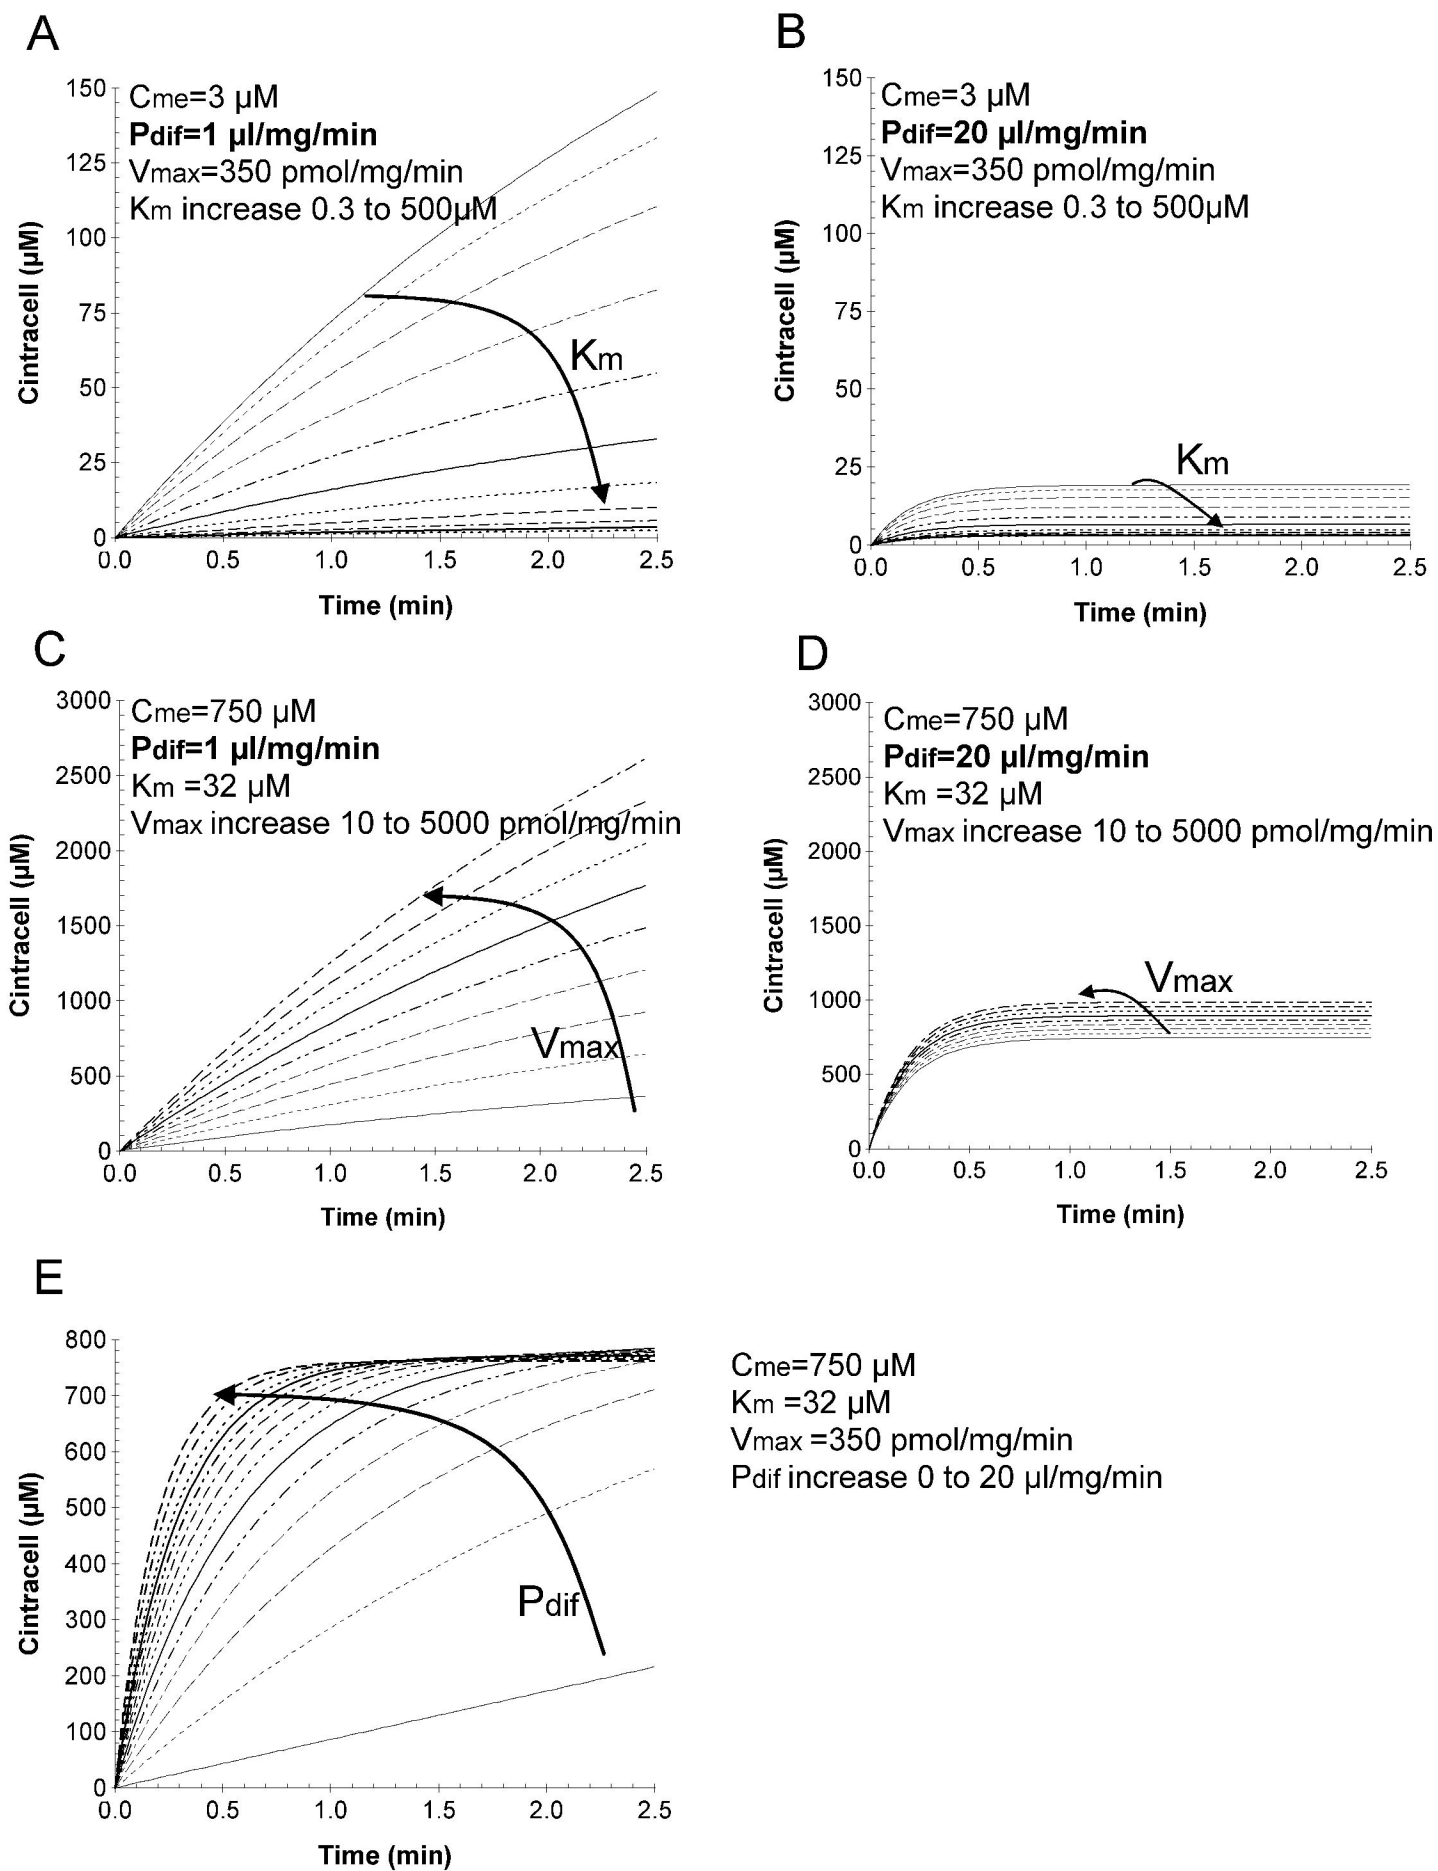 A
Cme=3 µM
Pdif=1 µl/mg/min
Vmax=350 pmol/mg/min
Km increase 0.3 to 500µM
150
125
100
75
50
25
0
Cintracell (µM)
Km
0.0 0.5 1.0 1.5 2.0 2.5
Time (min)
B
Cme=3 µM
Pdif=20 µl/mg/min
Vmax=350 pmol/mg/min
Km increase 0.3 to 500µM
150
125
100
75
50
25
0
Cintracell (µM)
Km
0.0 0.5 1.0 1.5 2.0 2.5
Time (min)
C
Cme=750 µM
Pdif=1 µl/mg/min
Km =32 µM
Vmax increase 10 to 5000 pmol/mg/min
3000
2500
2000
1500
1000
500
0
Cintracell (µM)
Vmax
0.0 0.5 1.0 1.5 2.0 2.5
Time (min)
D
Cme=750 µM
Pdif=20 µl/mg/min
Km =32 µM
Vmax increase 10 to 5000 pmol/mg/min
3000
2500
2000
1500
1000
500
0
Cintracell (µM)
Vmax
0.0 0.5 1.0 1.5 2.0 2.5
Time (min)
E
800
700
600
500
400
300
200
100
0
Cintracell (µM)
Pdif
0.0 0.5 1.0 1.5 2.0 2.5
Time (min)
Cme=750 µM
Km =32 µM
Vmax =350 pmol/mg/min
Pdif increase 0 to 20 µl/mg/min